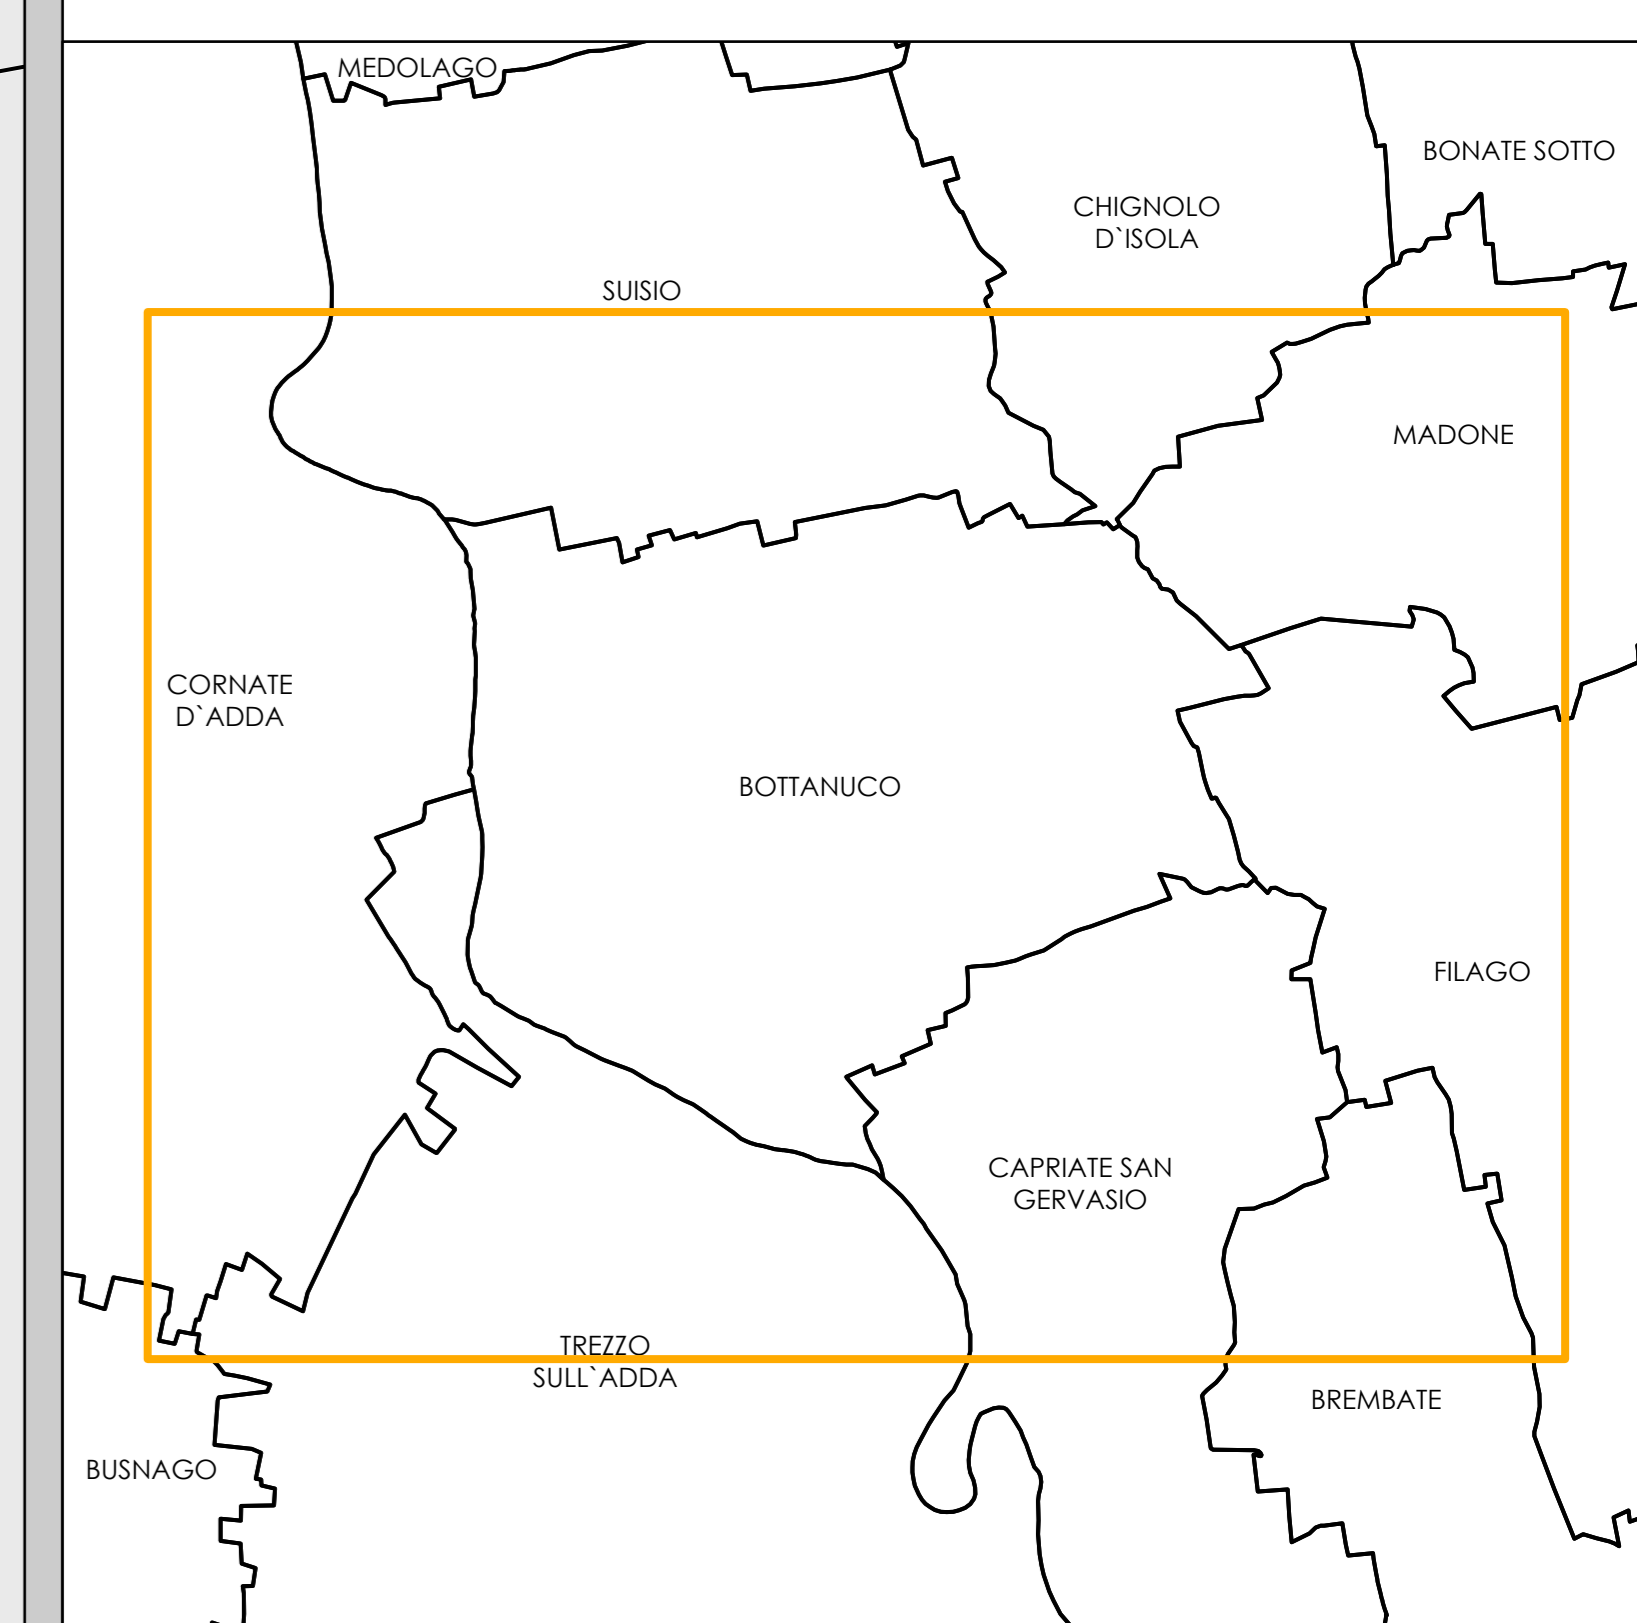 MEDOLAGO
BONATE SOTTO
CHIGNOLO
D`ISOLA
SUISIO
MADONE
CORNATE
D`ADDA
BOTTANUCO
FILAGO
CAPRIATE SAN
GERVASIO
TREZZO
SULL`ADDA
BREMBATE
BUSNAGO